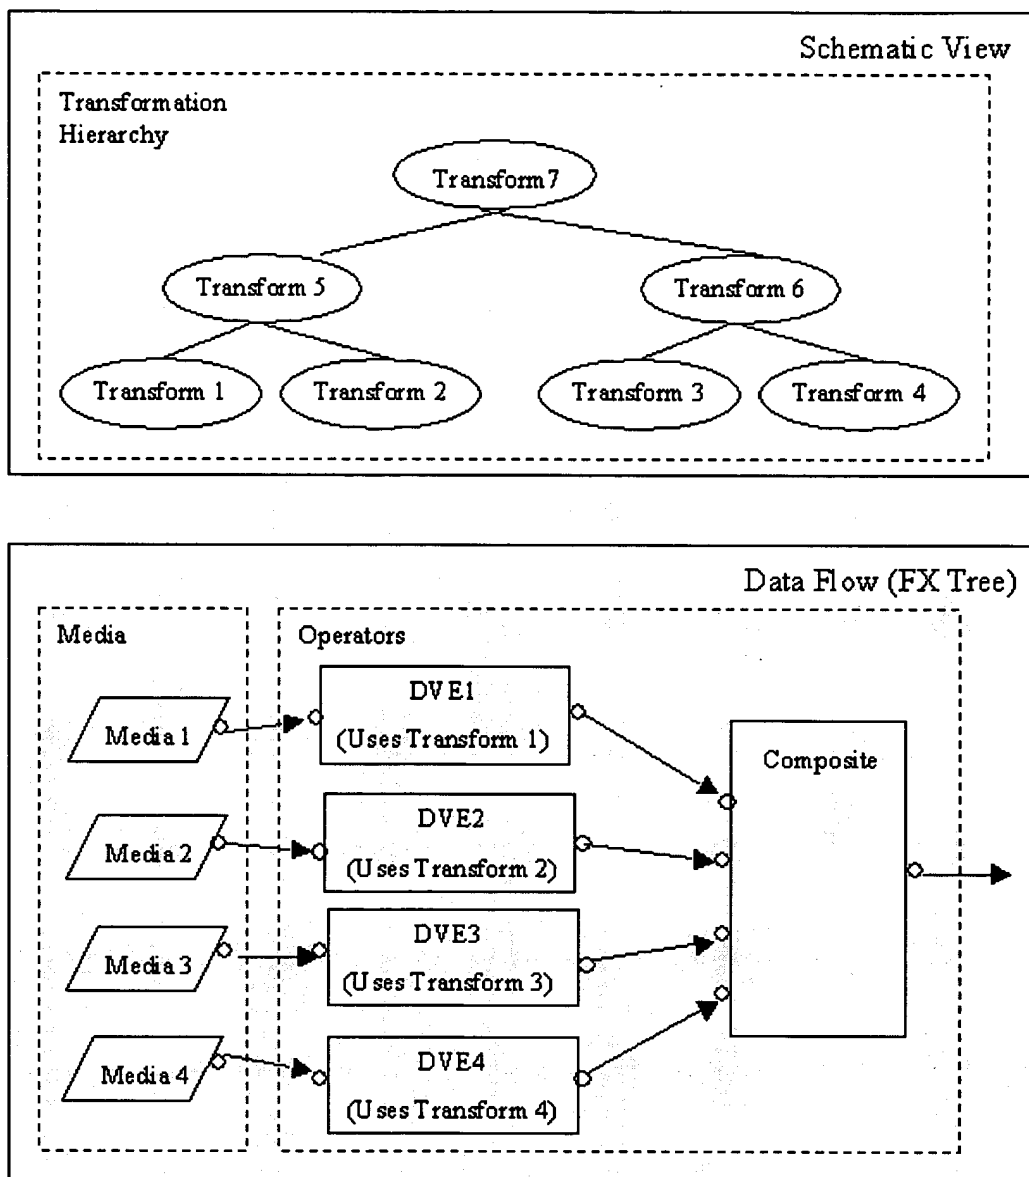 Schematic View
Transformation
Hierarchy
Transform 7
Transform 5
Transform 6
Transform 1
Transform 2
Transform 3
Transform 4
Data Flow (FX Tree)
Media
Operators
Media 1
DVE1
(Uses Transform 1)
Composite
Media 2
DVE2
(Uses Transform 2)
Media 3
DVE3
(Uses Transform 3)
Media 4
DVE4
(Uses Transform 4)